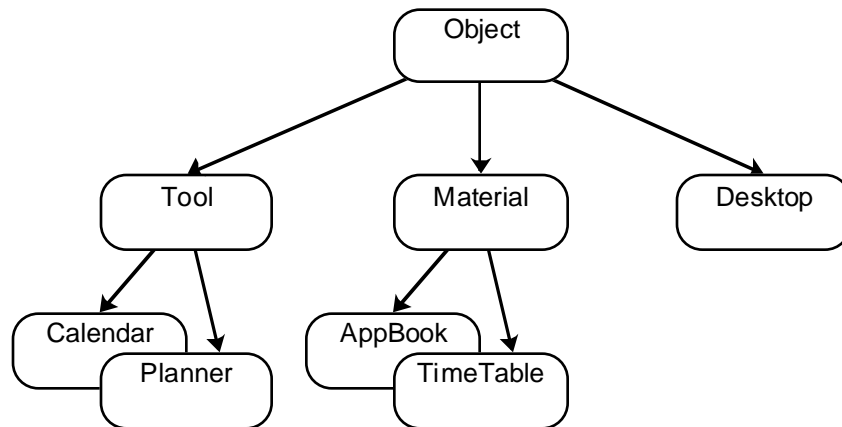 Object
Tool
Material
Desktop
Calendar
AppBook
Planner
TimeTable